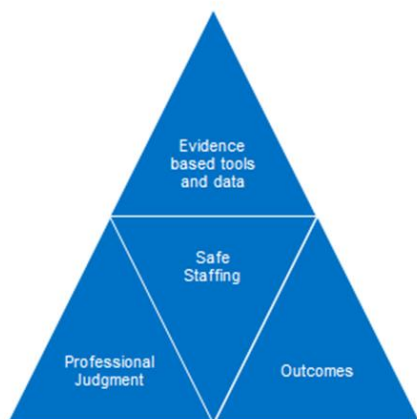 Evidence
based tools
and data
Safe
Staffing
Professional
Judgment
Outcomes